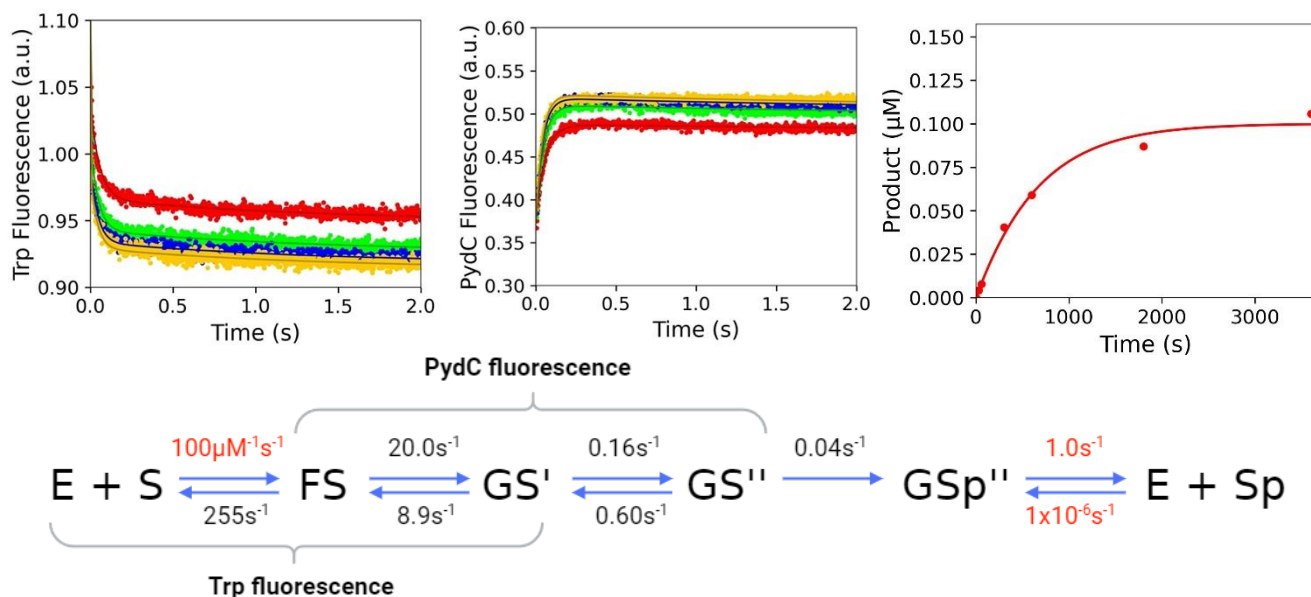 1.10
1.05
1.00
0.95
0.90
Trp Fluorescence (a.u.)
0.0 0.5 1.0 1.5 2.0
Time (s)
0.60
0.55
0.50
0.45
0.40
0.35
0.30
PydC Fluorescence (a.u.)
0.0 0.5 1.0 1.5 2.0
Time (s)
0.150
0.125
0.100
0.075
0.050
0.025
0.000
Product (µM)
0 1000 2000 3000
Time (s)
PydC fluorescence
100µM⁻¹s⁻¹ 20.0s⁻¹ 0.16s⁻¹ 0.04s⁻¹ 1.0s⁻¹
E + S FS GS' GS'' GSp'' E + Sp
255s⁻¹ 8.9s⁻¹ 0.60s⁻¹ 1x10⁻⁶s⁻¹
Trp fluorescence